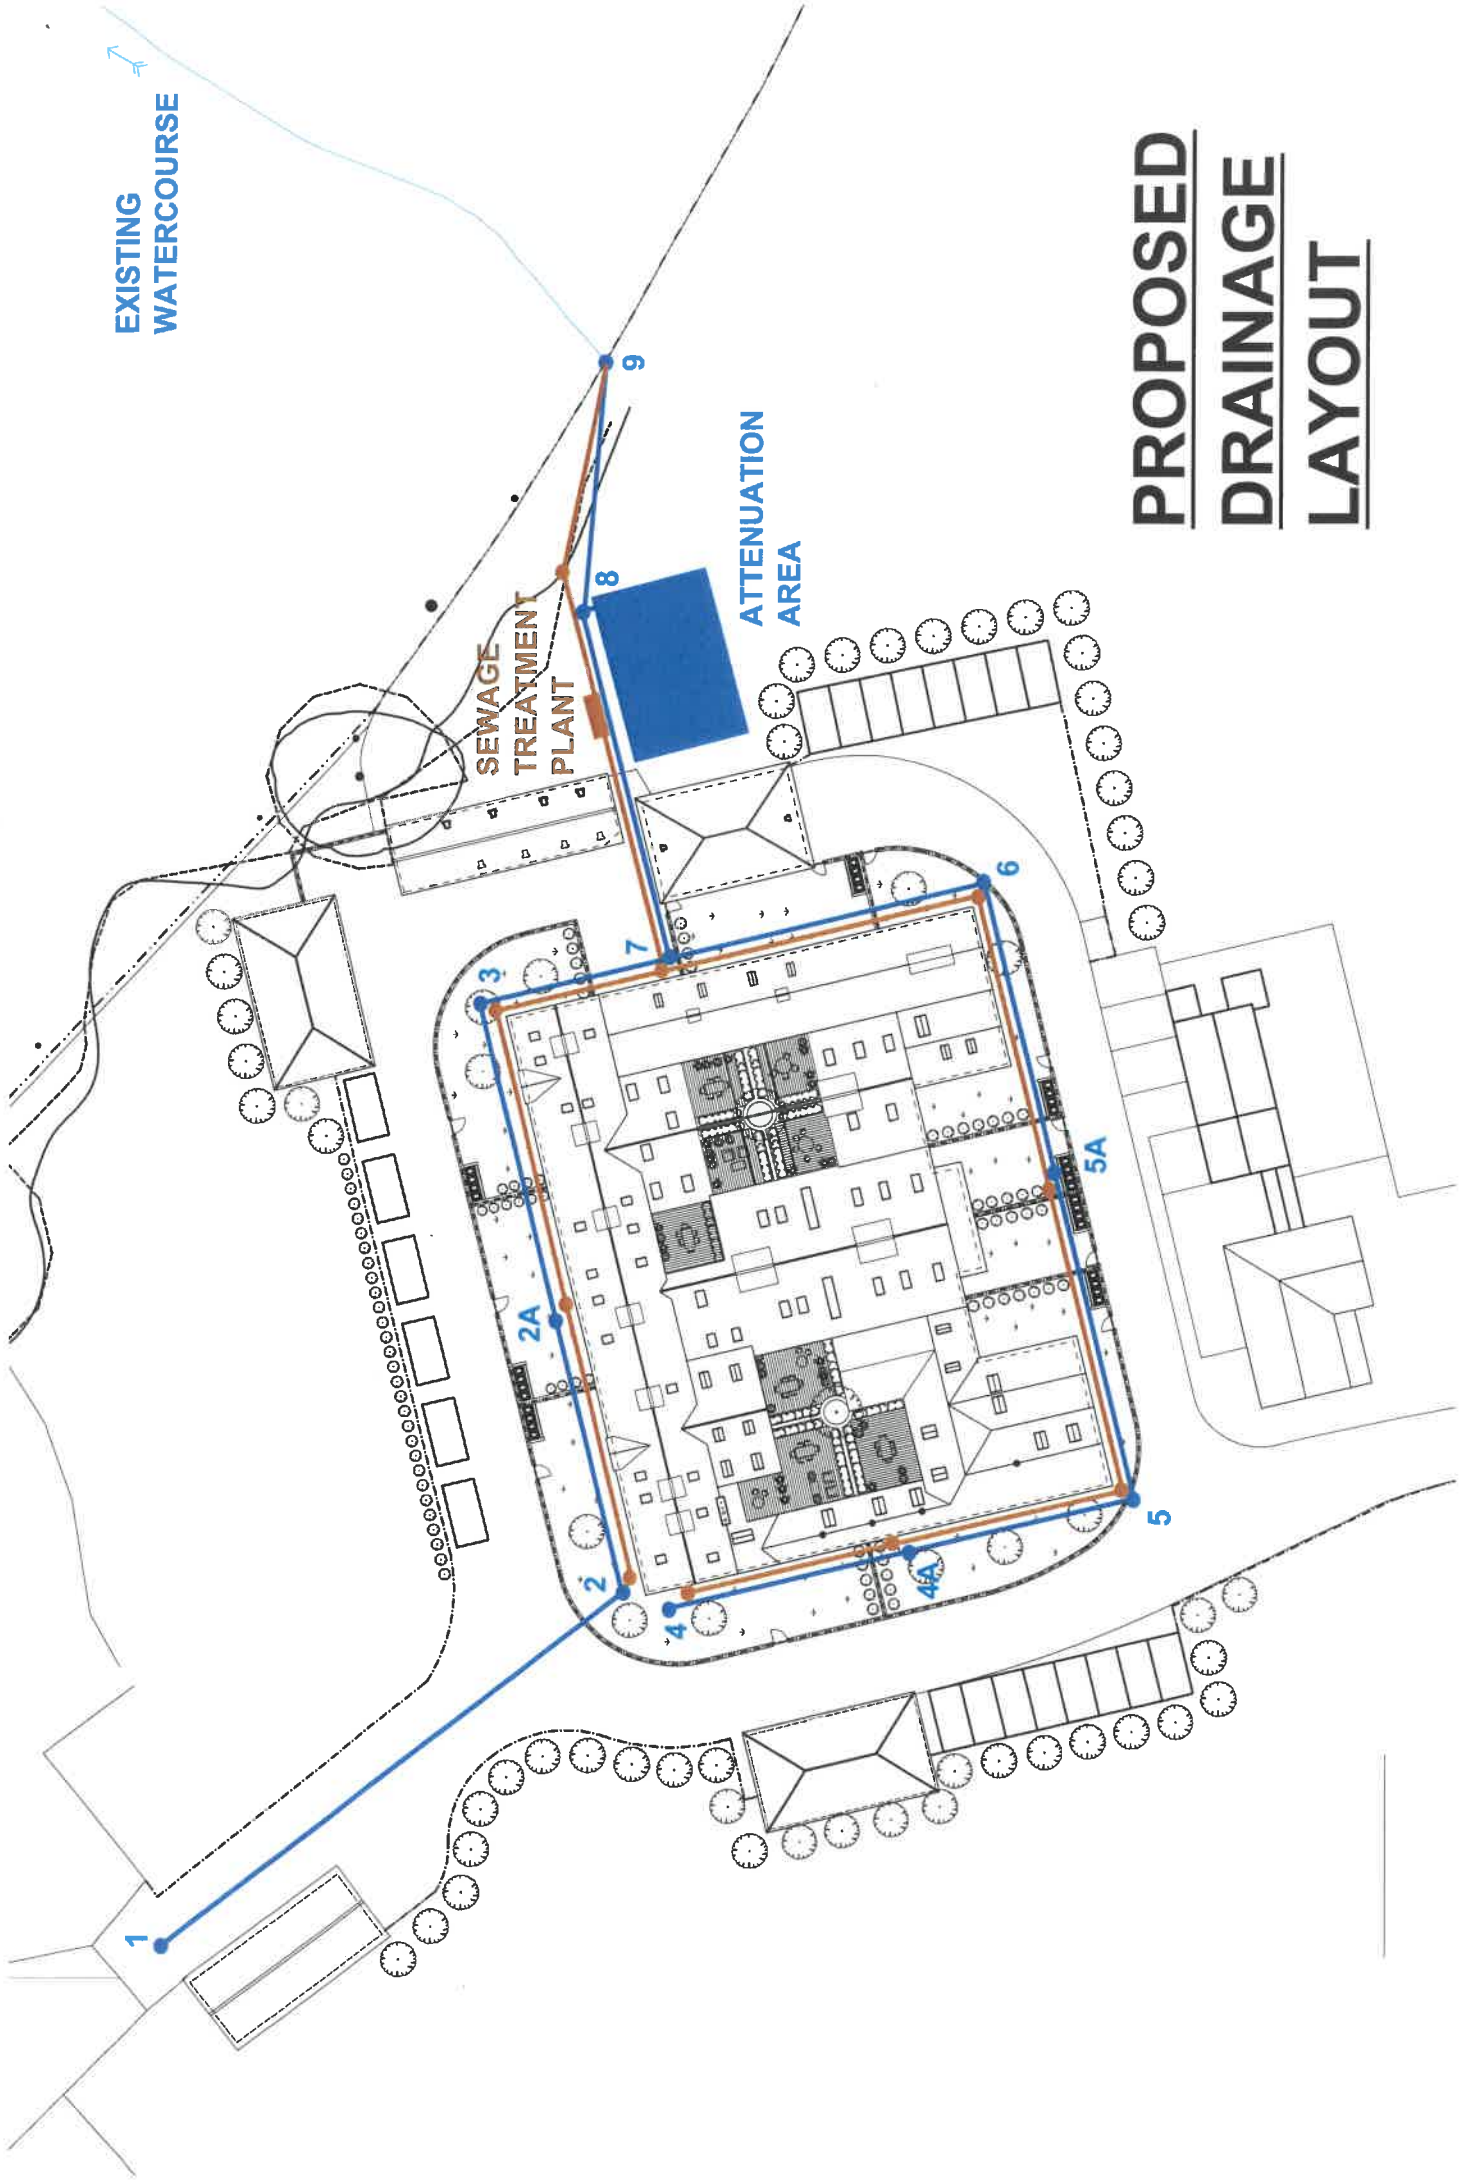 EXISTING
WATERCOURSE
9
ATTENUATION
AREA
8
SEWAGE
TREATMENT
PLANT
7
6
3
5A
2A
2
4A
4
5
1
PROPOSED
DRAINAGE
LAYOUT